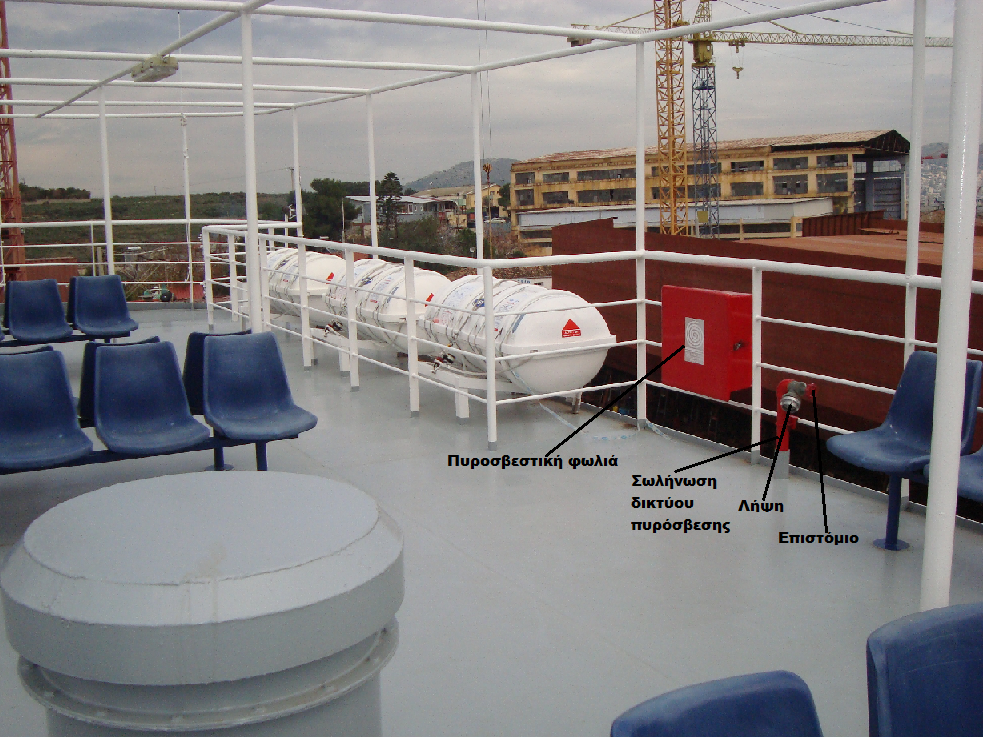 Πυροσβεστική φωλιά
Σωλήνωση
δικτύου
πυρόσβεσης
Λήψη
Επιστόμιο